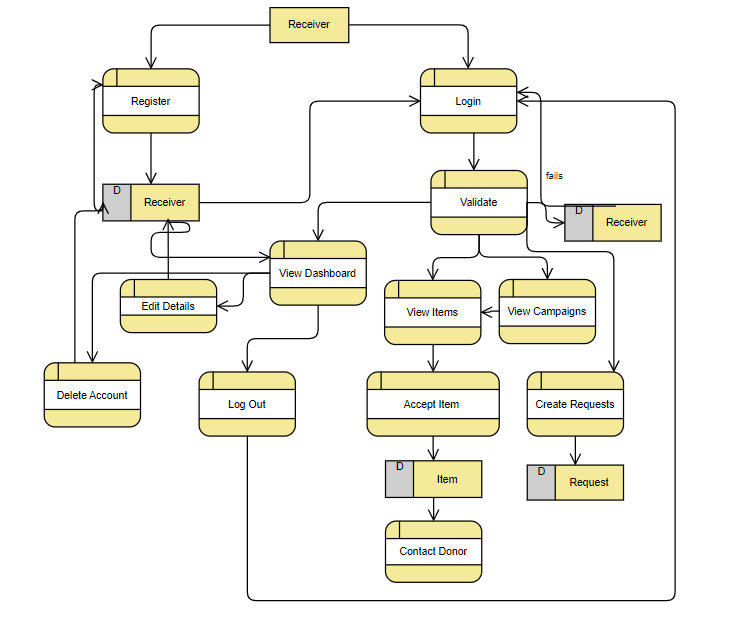 Receiver
Register
Login
fails
D
Receiver
Validate
D
Receiver
View Dashboard
Edit Details
View Items
View Campaigns
Delete Account
Log Out
Accept Item
Create Requests
D
Item
D
Request
Contact Donor